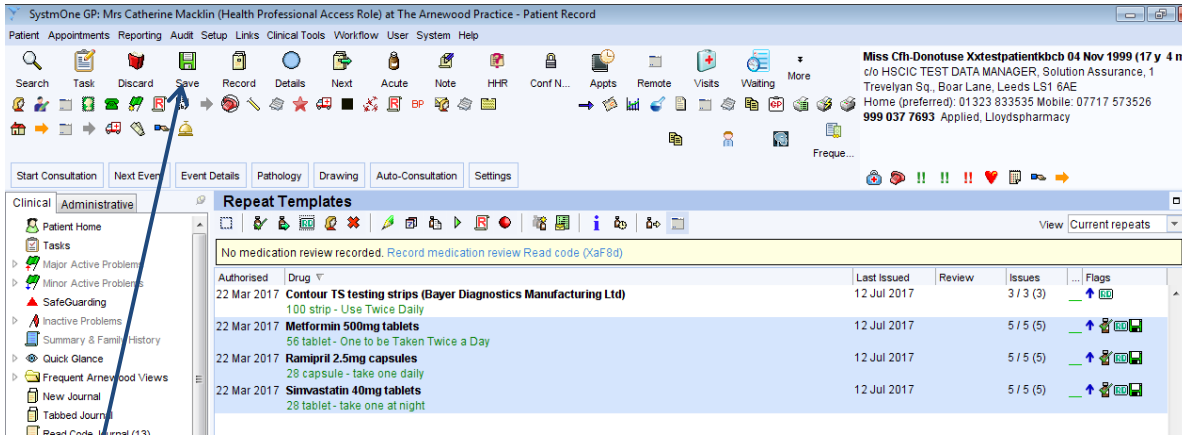 SystmOne GP: Mrs Catherine Macklin (Health Professional Access Role) at The Arnewood Practice - Patient Record
Patient Appointments Reporting Audit Setup Links Clinical Tools Workflow User System Help
Search Task Discard Save Record Details Next Acute Note HHR Conf N... Appts Remote Visits Waiting More
BP
Freque...
Miss Cfh-Donotuse Xxtestpatientkbcb 04 Nov 1999 (17 y 4 m
c/o HSCIC TEST DATA MANAGER, Solution Assurance, 1
Trevelyan Sq., Boar Lane, Leeds LS1 6AE
Home (preferred): 01323 833535 Mobile: 07717 573526
999 037 7693 Applied, Lloydspharmacy
Start Consultation Next Event Event Details Pathology Drawing Auto-Consultation Settings
Clinical Administrative
Patient Home
Tasks
Major Active Problems
Minor Active Problems
SafeGuarding
Inactive Problems
Summary & Family History
Quick Glance
Frequent Arnewood Views
New Journal
Tabbed Journal
Read Code Journal (13)
Repeat Templates
View Current repeats
No medication review recorded. Record medication review Read code (XaF8d)
Authorised Drug Last Issued Review Issues ... Flags
22 Mar 2017 Contour TS testing strips (Bayer Diagnostics Manufacturing Ltd) 12 Jul 2017 3 / 3 (3)
100 strip - Use Twice Daily
22 Mar 2017 Metformin 500mg tablets 12 Jul 2017 5 / 5 (5)
56 tablet - One to be Taken Twice a Day
22 Mar 2017 Ramipril 2.5mg capsules 12 Jul 2017 5 / 5 (5)
28 capsule - take one daily
22 Mar 2017 Simvastatin 40mg tablets 12 Jul 2017 5 / 5 (5)
28 tablet - take one at night